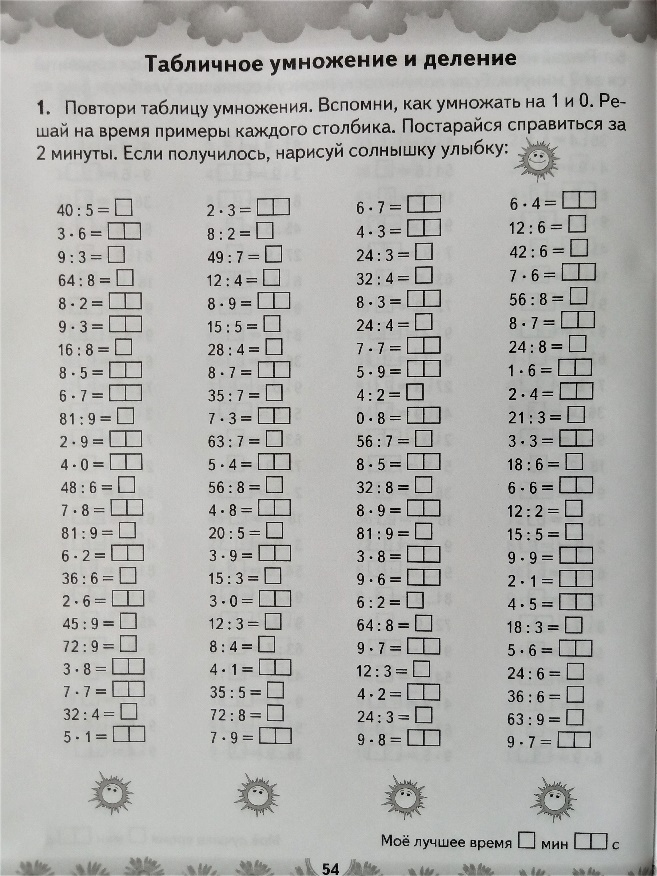 Табличное умножение и деление
1. Повтори таблицу умножения. Вспомни, как умножать на 1 и 0. Ре-
шай на время примеры каждого столбика. Постарайся справиться за
2 минуты. Если получилось, нарисуй солнышку улыбку:
40 : 5 =
3 · 6 =
9 : 3 =
64 : 8 =
8 · 2 =
9 · 3 =
16 : 8 =
8 · 5 =
6 · 7 =
81 : 9 =
2 · 9 =
4 · 0 =
48 : 6 =
7 · 8 =
81 : 9 =
6 · 2 =
36 : 6 =
2 · 6 =
45 : 9 =
72 : 9 =
3 · 8 =
7 · 7 =
32 : 4 =
5 · 1 =
2 · 3 =
8 : 2 =
49 : 7 =
12 : 4 =
8 · 9 =
15 : 5 =
28 : 4 =
8 · 7 =
35 : 7 =
7 · 3 =
63 : 7 =
5 · 4 =
56 : 8 =
4 · 8 =
20 : 5 =
3 · 9 =
15 : 3 =
3 · 0 =
12 : 3 =
8 : 4 =
4 · 1 =
35 : 5 =
72 : 8 =
7 · 9 =
6 · 7 =
4 · 3 =
24 : 3 =
32 : 4 =
8 · 3 =
24 : 4 =
7 · 7 =
5 · 9 =
4 : 2 =
0 · 8 =
56 : 7 =
8 · 5 =
32 : 8 =
8 · 9 =
81 : 9 =
3 · 8 =
9 · 6 =
6 : 2 =
64 : 8 =
9 · 7 =
12 : 3 =
4 · 2 =
24 : 3 =
9 · 8 =
6 · 4 =
12 : 6 =
42 : 6 =
7 · 6 =
56 : 8 =
8 · 7 =
24 : 8 =
1 · 6 =
2 · 4 =
21 : 3 =
3 · 3 =
18 : 6 =
6 · 6 =
12 : 2 =
15 : 5 =
9 · 9 =
2 · 1 =
4 · 5 =
18 : 3 =
5 · 6 =
24 : 6 =
36 : 6 =
63 : 9 =
9 · 7 =
Моё лучшее время мин с
54